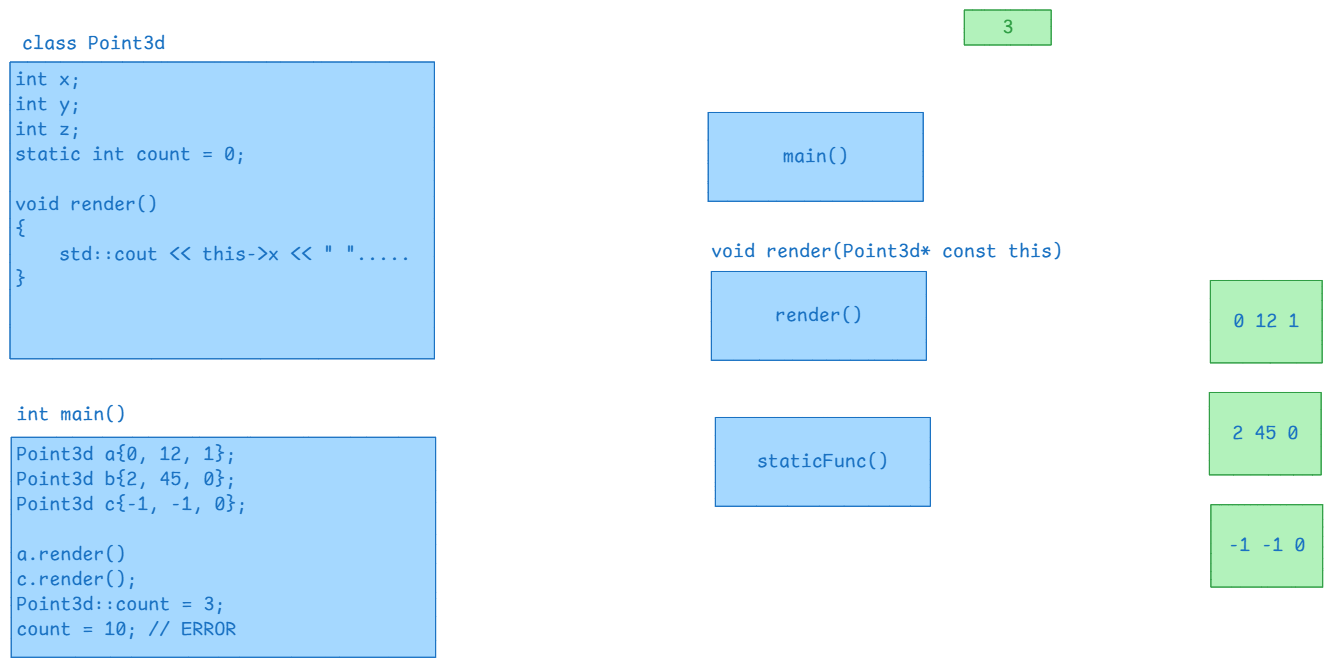 class Point3d
int x;
int y;
int z;
static int count = 0;
void render()
{
    std::cout << this->x << " ".....
}
int main()
Point3d a{0, 12, 1};
Point3d b{2, 45, 0};
Point3d c{-1, -1, 0};
a.render()
c.render();
Point3d::count = 3;
count = 10; // ERROR
3
main()
void render(Point3d* const this)
render()
staticFunc()
0 12 1
2 45 0
-1 -1 0